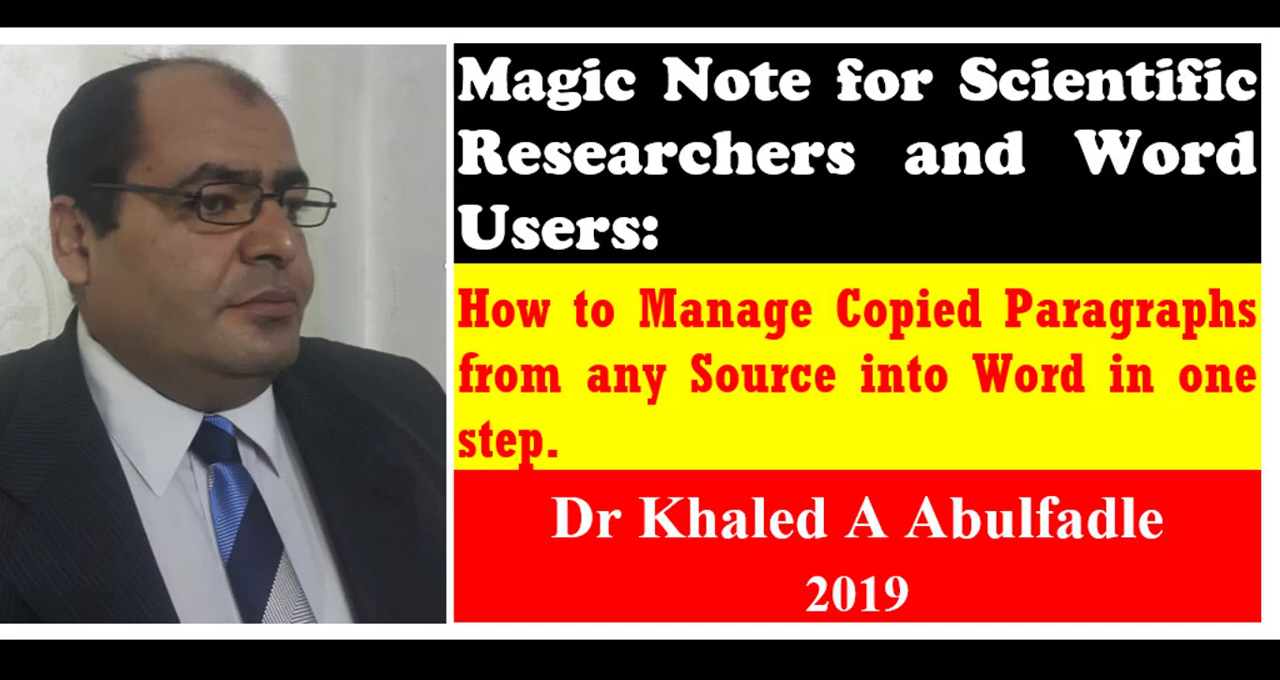 Magic Note for Scientific
Researchers and Word
Users:
How to Manage Copied Paragraphs
from any Source into Word in one
step.
Dr Khaled A Abulfadle
2019